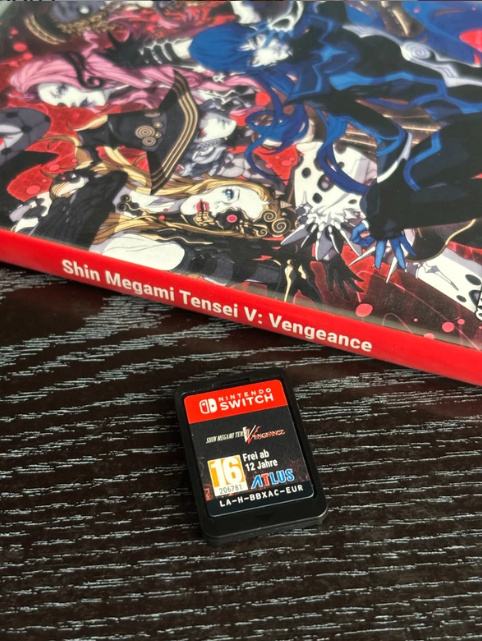 Shin Megami Tensei V: Vengeance
NINTENDO
SWITCH
SHIN MEGAMI TENSEI V VENGEANCE
16
206781
Frei ab
12 Jahre
ATLUS
LA-H-BBXAC-EUR